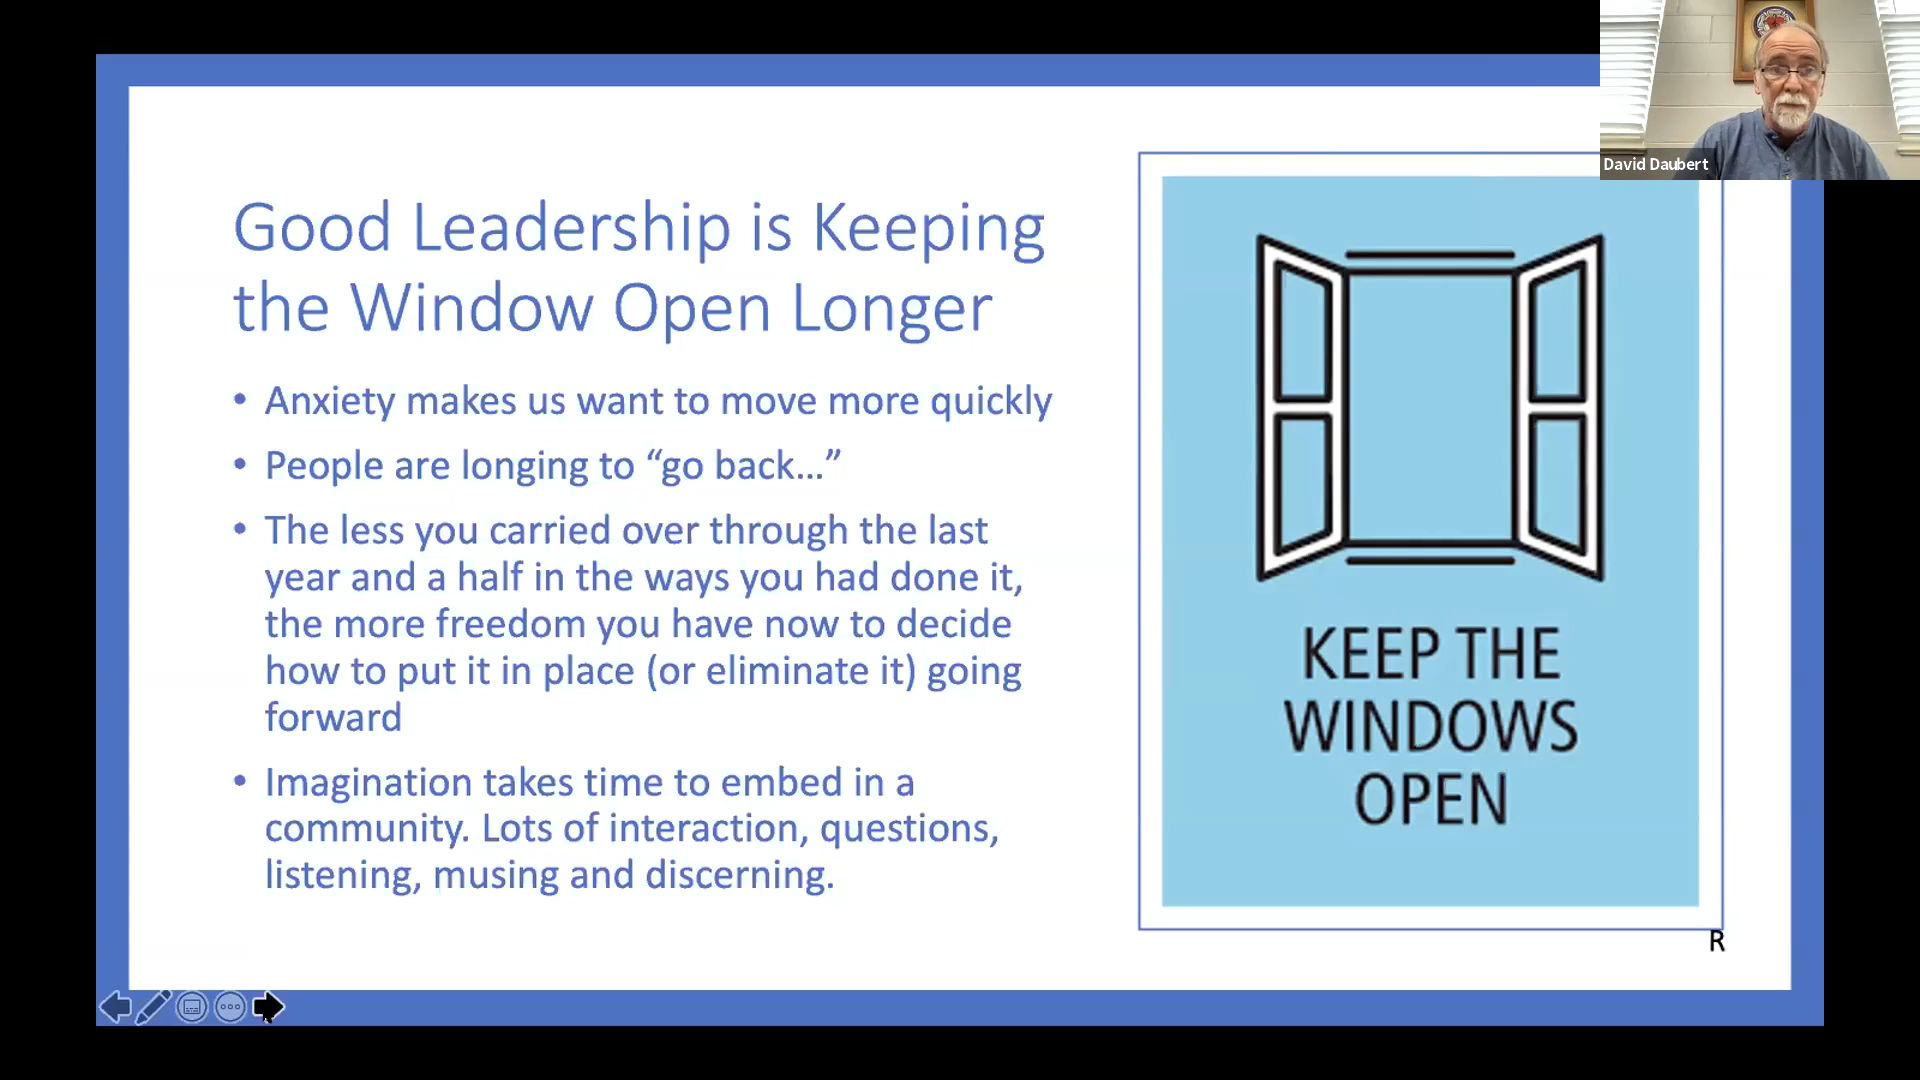 David Daubert
Good Leadership is Keeping
the Window Open Longer
• Anxiety makes us want to move more quickly
• People are longing to “go back…”
• The less you carried over through the last
year and a half in the ways you had done it,
the more freedom you have now to decide
how to put it in place (or eliminate it) going
forward
• Imagination takes time to embed in a
community. Lots of interaction, questions,
listening, musing and discerning.
KEEP THE
WINDOWS
OPEN
R